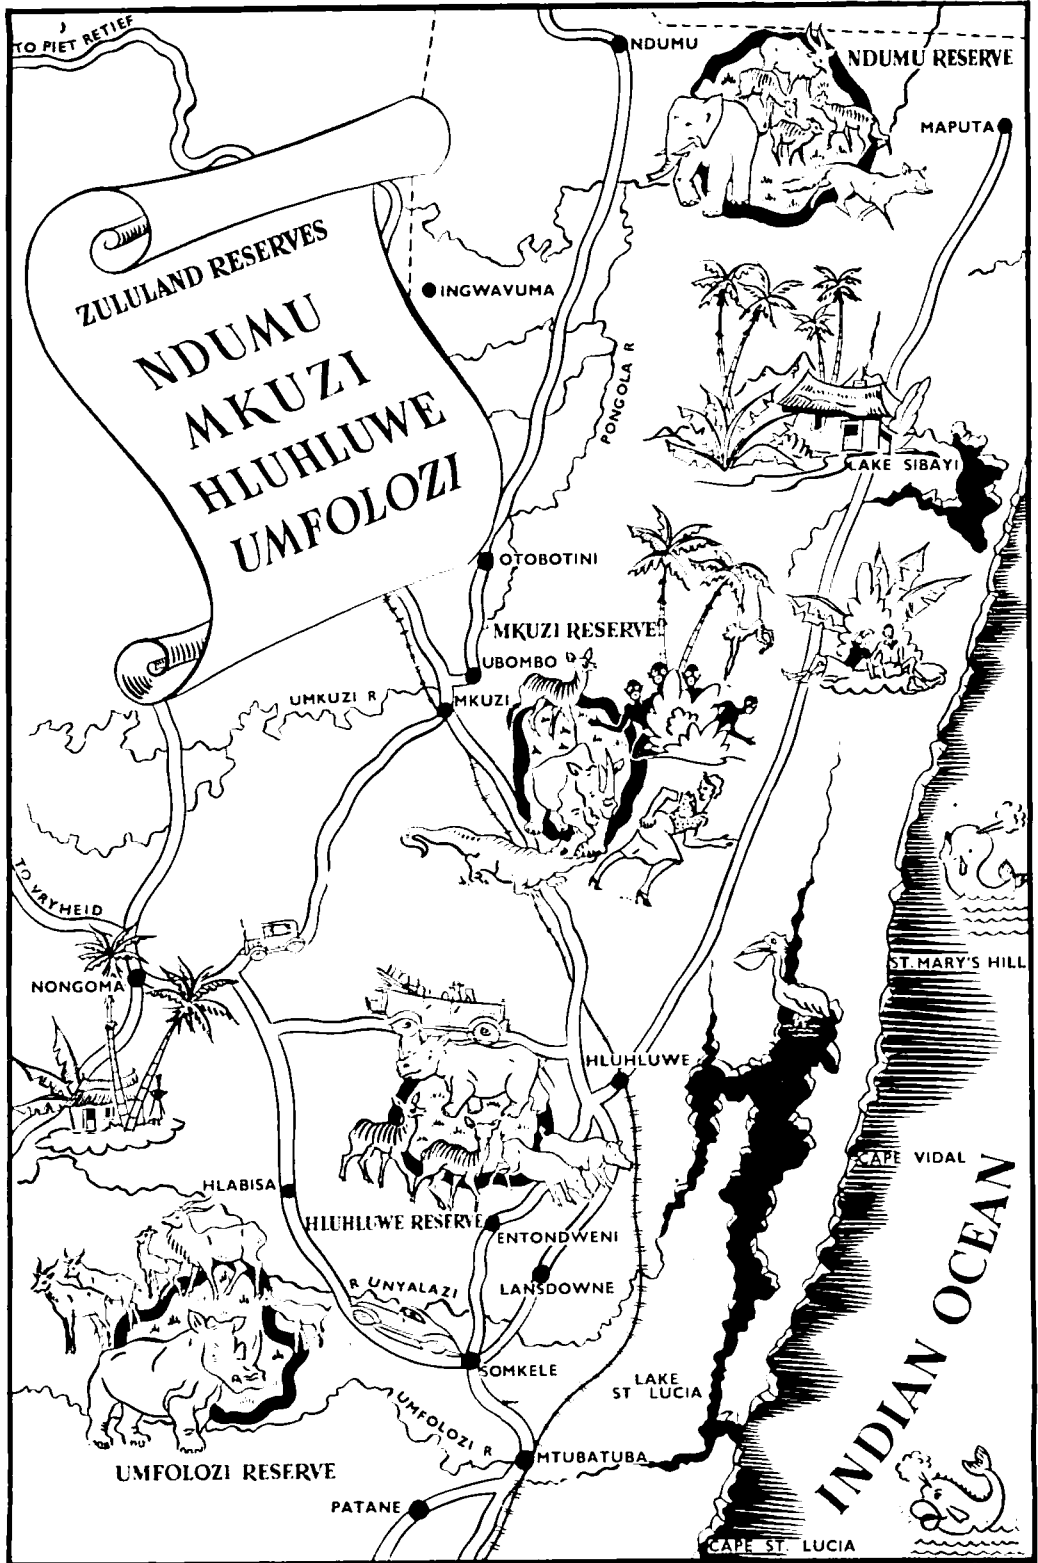 TO PIET RETIEF
NDUMU
NDUMU RESERVE
MAPUTA
ZULULAND RESERVES
NDUMU
MKUZI
HLUHLUWE
UMFOLOZI
INGWAVUMA
PONGOLA R
LAKE SIBAYI
OTOBOTINI
MKUZI RESERVE
UBOMBO
UMKUZI R
MKUZI
TO VRYHEID
NONGOMA
ST. MARY'S HILL
HLUHLUWE
CAPE VIDAL
HLABISA
HLUHLUWE RESERVE
ENTONDWENI
R UNYALAZI
LANSDOWNE
SOMKELE
LAKE
ST LUCIA
UMFOLOZI R
MTUBATUBA
UMFOLOZI RESERVE
PATANE
INDIAN OCEAN
CAPE ST. LUCIA